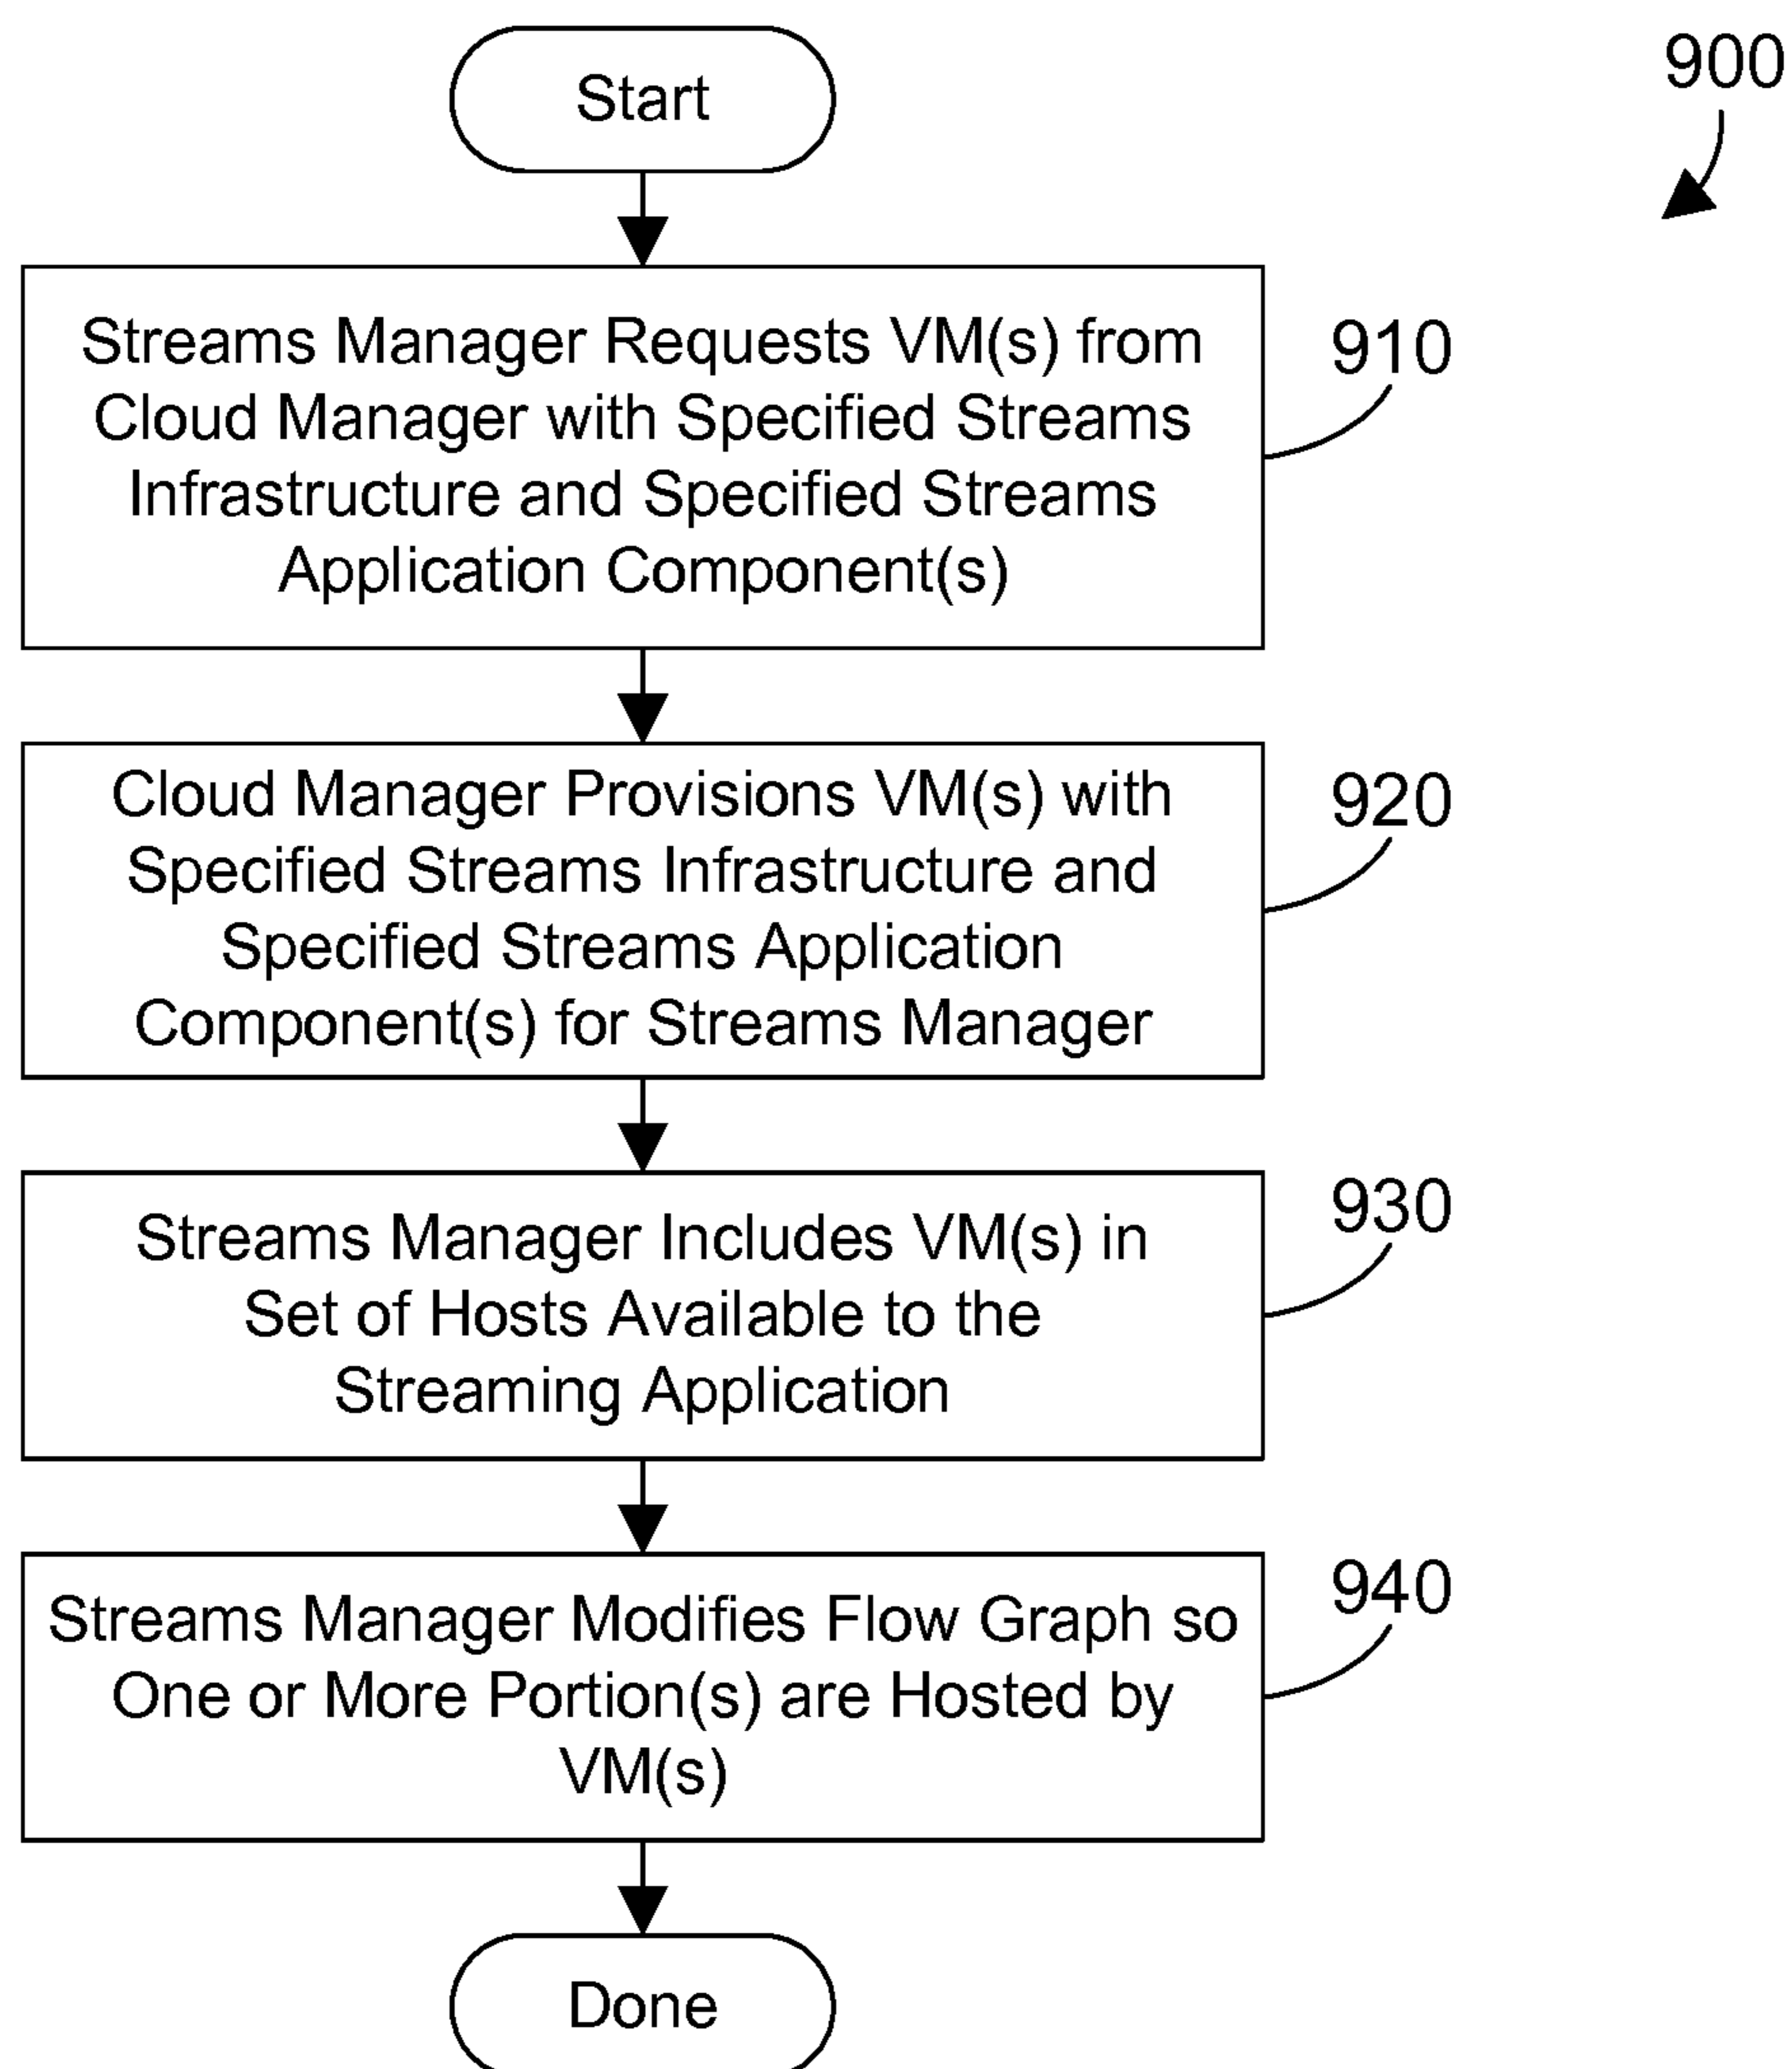 Start
900
Streams Manager Requests VM(s) from
Cloud Manager with Specified Streams
Infrastructure and Specified Streams
Application Component(s)
910
Cloud Manager Provisions VM(s) with
Specified Streams Infrastructure and
Specified Streams Application
Component(s) for Streams Manager
920
Streams Manager Includes VM(s) in
Set of Hosts Available to the
Streaming Application
930
Streams Manager Modifies Flow Graph so
One or More Portion(s) are Hosted by
VM(s)
940
Done